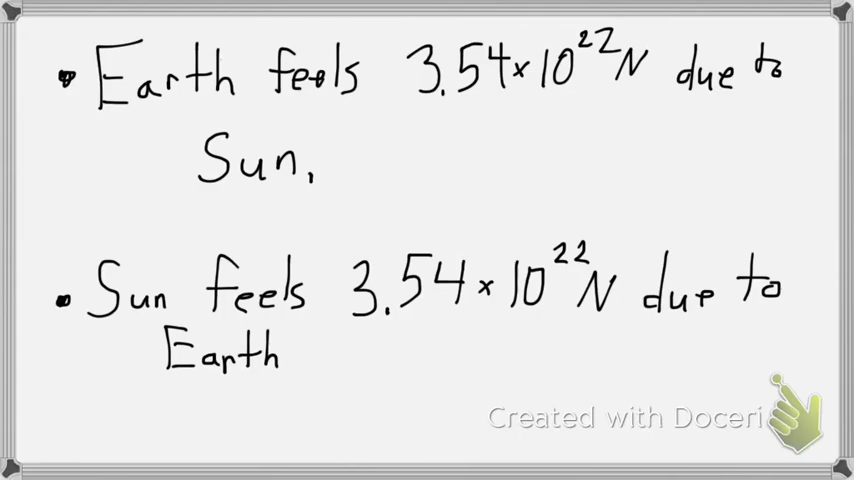 • Earth feels 3.54×10²²N due to
Sun.
• Sun feels 3.54×10²²N due to
Earth
Created with Doceri